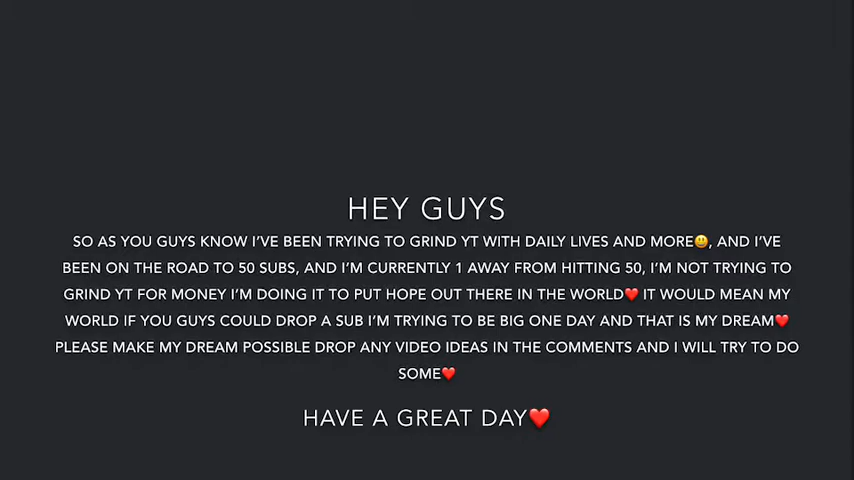 HEY GUYS
SO AS YOU GUYS KNOW I’VE BEEN TRYING TO GRIND YT WITH DAILY LIVES AND MORE😃, AND I’VE
BEEN ON THE ROAD TO 50 SUBS, AND I’M CURRENTLY 1 AWAY FROM HITTING 50, I’M NOT TRYING TO
GRIND YT FOR MONEY I’M DOING IT TO PUT HOPE OUT THERE IN THE WORLD❤️ IT WOULD MEAN MY
WORLD IF YOU GUYS COULD DROP A SUB I’M TRYING TO BE BIG ONE DAY AND THAT IS MY DREAM❤️
PLEASE MAKE MY DREAM POSSIBLE DROP ANY VIDEO IDEAS IN THE COMMENTS AND I WILL TRY TO DO
SOME❤️
HAVE A GREAT DAY❤️